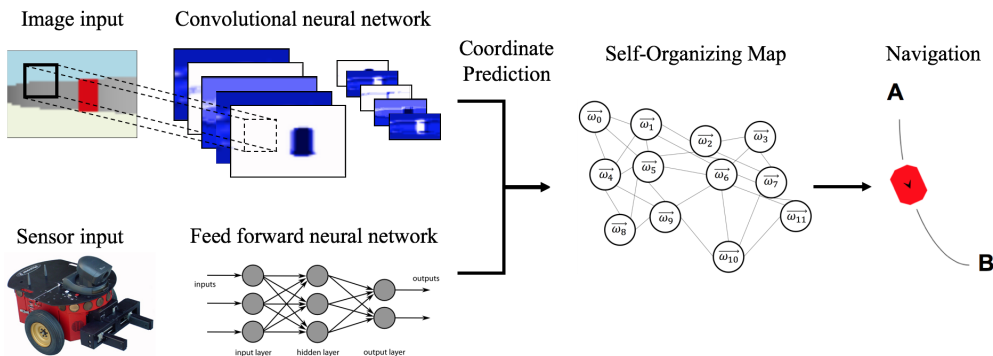 Image input
Convolutional neural network
Coordinate
Prediction
Self-Organizing Map
Navigation
A
B
ω0
ω1
ω2
ω3
ω4
ω5
ω6
ω7
ω8
ω9
ω10
ω11
Sensor input
Feed forward neural network
inputs
outputs
input layer
hidden layer
output layer